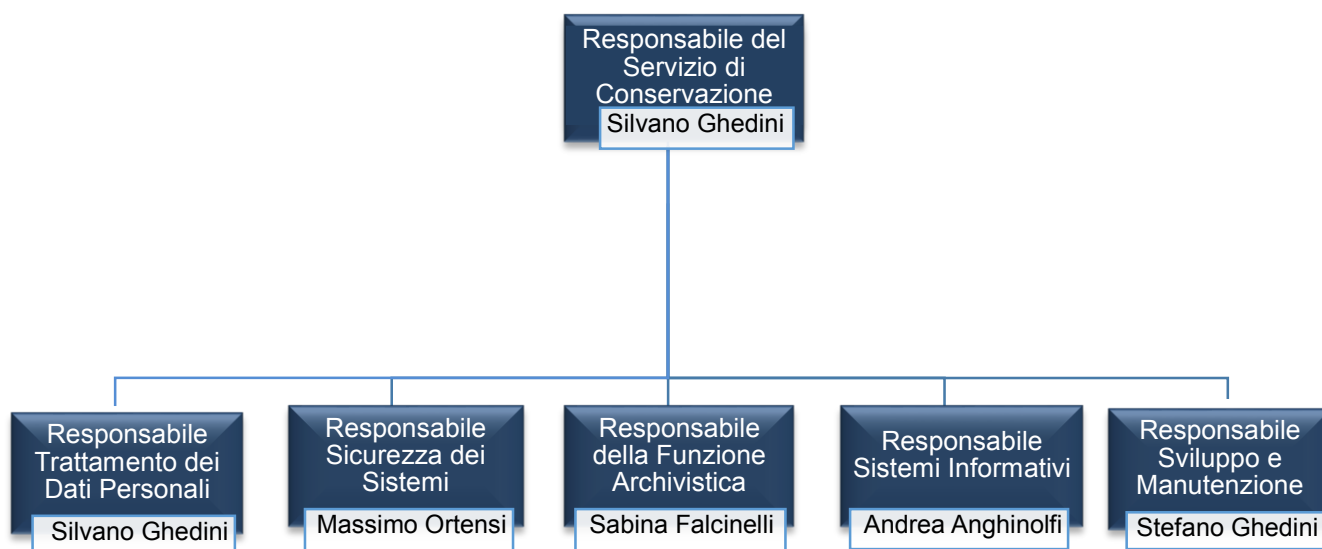 Responsabile del
Servizio di
Conservazione
Silvano Ghedini
Responsabile
Trattamento dei
Dati Personali
Silvano Ghedini
Responsabile
Sicurezza dei
Sistemi
Massimo Ortensi
Responsabile
della Funzione
Archivistica
Sabina Falcinelli
Responsabile
Sistemi Informativi
Andrea Anghinolfi
Responsabile
Sviluppo e
Manutenzione
Stefano Ghedini